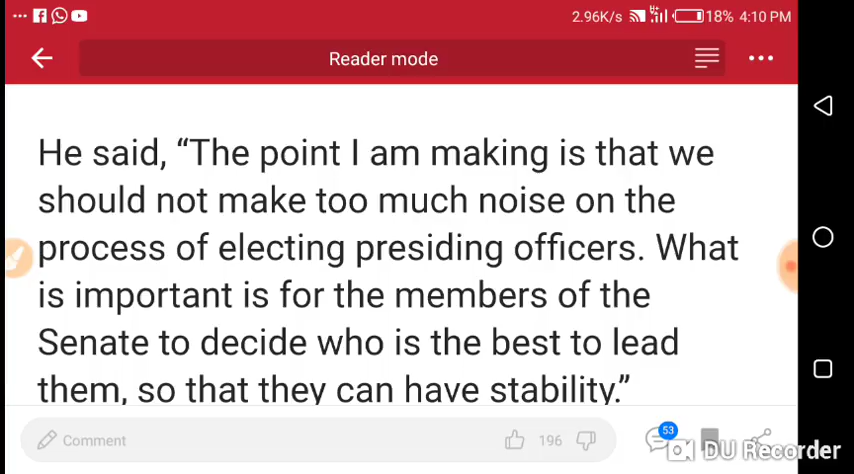 2.96K/s H+ 18% 4:10 PM
Reader mode
He said, “The point I am making is that we
should not make too much noise on the
process of electing presiding officers. What
is important is for the members of the
Senate to decide who is the best to lead
them, so that they can have stability.”
Comment 196 53
DU Recorder